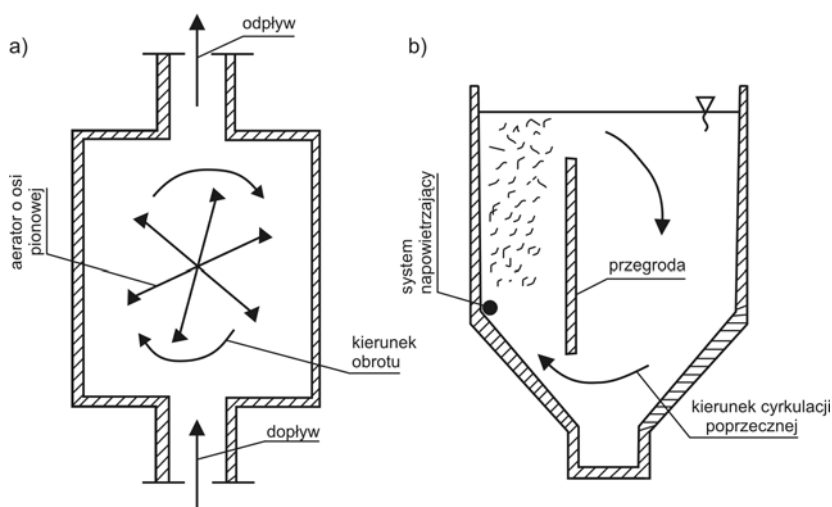 a)
odpływ
aerator o osi
pionowej
kierunek
obrotu
dopływ
b)
system
napowietrzający
przegroda
kierunek cyrkulacji
poprzecznej